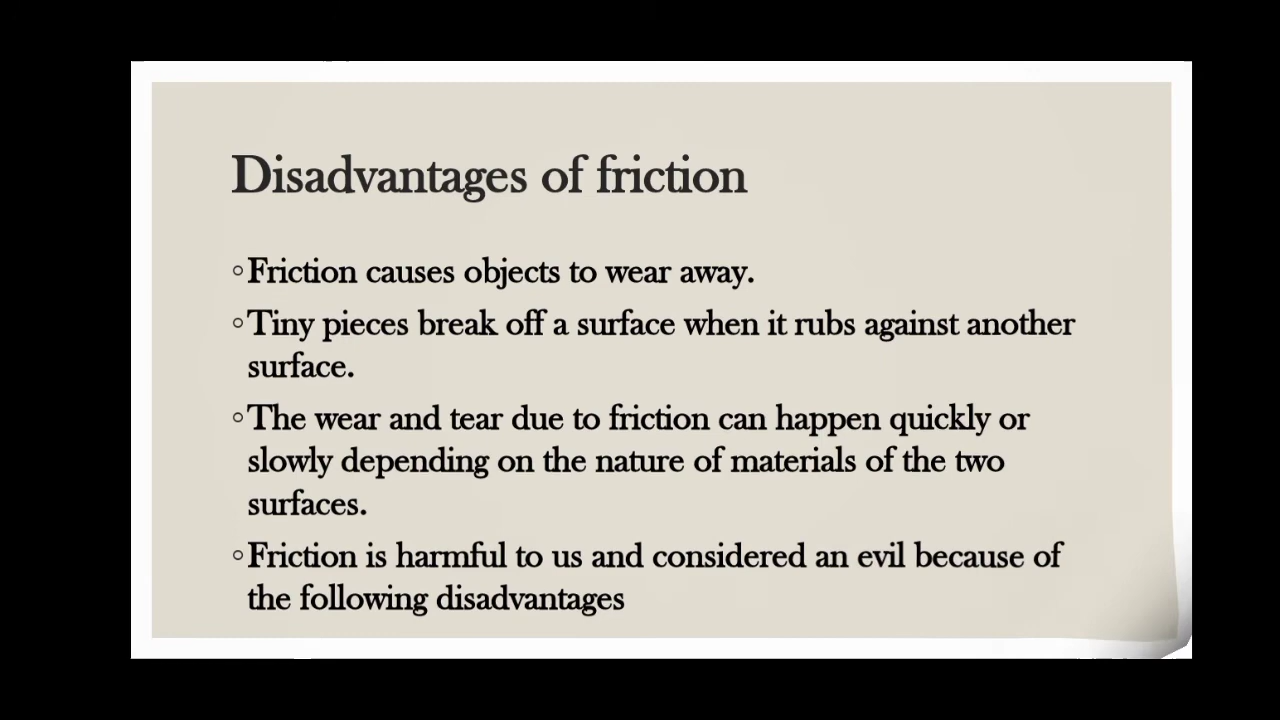 Disadvantages of friction
◦Friction causes objects to wear away.
◦Tiny pieces break off a surface when it rubs against another
surface.
◦The wear and tear due to friction can happen quickly or
slowly depending on the nature of materials of the two
surfaces.
◦Friction is harmful to us and considered an evil because of
the following disadvantages